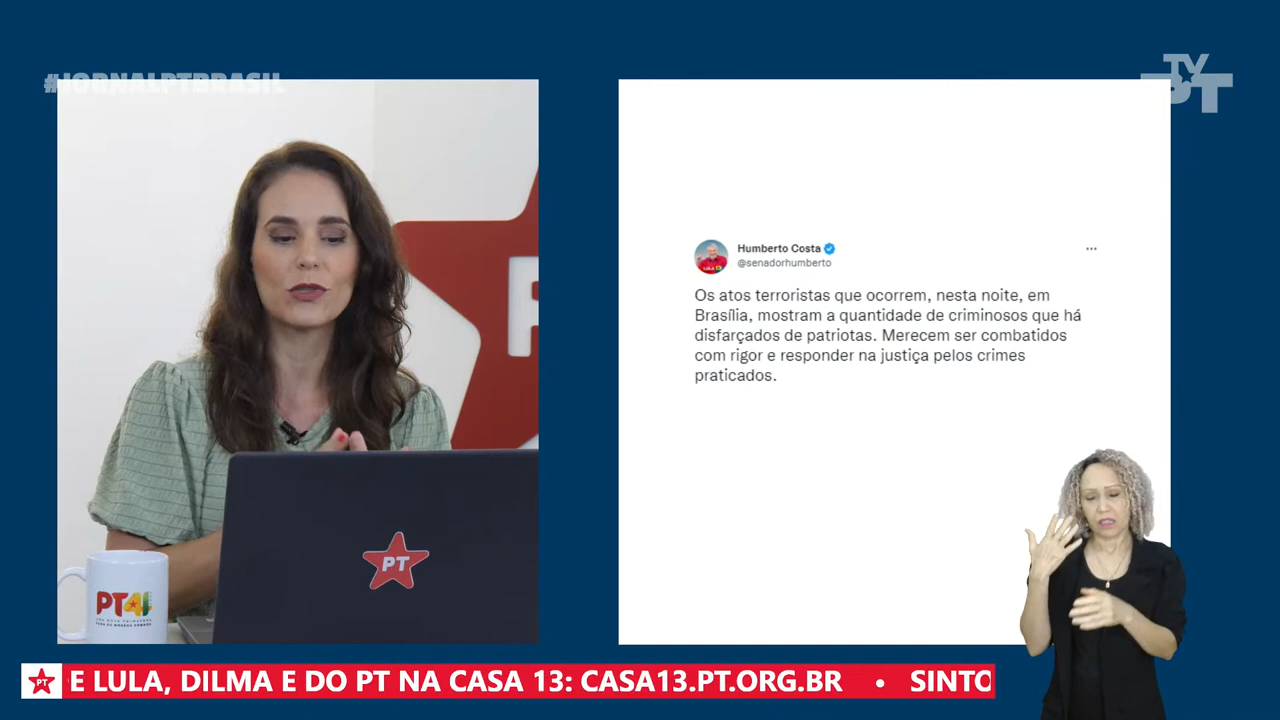 #JORNALPTBRASIL
TV
PT
Humberto Costa
@senadorhumberto
Os atos terroristas que ocorrem, nesta noite, em
Brasília, mostram a quantidade de criminosos que há
disfarçados de patriotas. Merecem ser combatidos
com rigor e responder na justiça pelos crimes
praticados.
PT
PT41
PT
E LULA, DILMA E DO PT NA CASA 13: CASA13.PT.ORG.BR • SINTO